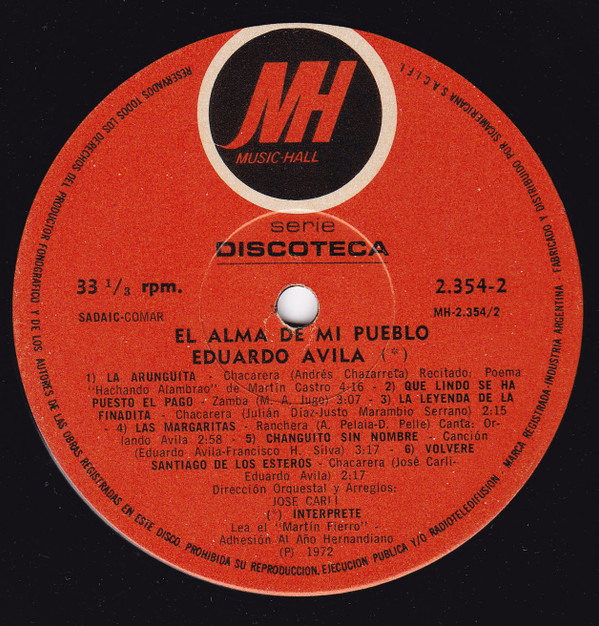 MH
MUSIC-HALL
serie
DISCOTECA
33 1/3 rpm.
2.354-2
SADAIC-COMAR
MH-2.354/2
EL ALMA DE MI PUEBLO
EDUARDO AVILA (*)
1) LA ARUNGUITA - Chacarera (Andrés Chazarreta) Recitado: Poema
"Hachando Alambrao" de Martín Castro 4-16 - 2) QUE LINDO SE HA
PUESTO EL PAGO - Zamba (M. A. Jugo) 3:07 - 3) LA LEYENDA DE LA
FINADITA - Chacarera (Julián Díaz-Justo Marambio Serrano) 2:15
- 4) LAS MARGARITAS - Ranchera (A. Pelaia-D. Pelle) Canta: Or-
lando Avila 2:58 - 5) CHANGUITO SIN NOMBRE - Canción
(Eduardo Avila-Francisco H. Silva) 3:17 - 6) VOLVERE
SANTIAGO DE LOS ESTEROS - Chacarera (José Carli-
Eduardo Avila) 2:17
Dirección Orquestal y Arreglos:
JOSE CARLI
(*) INTERPRETE
Lea el "Martín Fierro" -
Adhesión Al Año Hernandiano
(P) 1972
RESERVADOS TODOS LOS DERECHOS DEL PRODUCTOR FONOGRAFICO Y DE LOS AUTORES DE LAS OBRAS REGISTRADAS EN ESTE DISCO. PROHIBIDA SU REPRODUCCION, EJECUCION PUBLICA Y/O RADIOTELEDIFUSION - MARCA REGISTRADA-INDUSTRIA ARGENTINA - FABRICADO Y DISTRIBUIDO POR SICAMERICANA S.A.C.I.F.I.